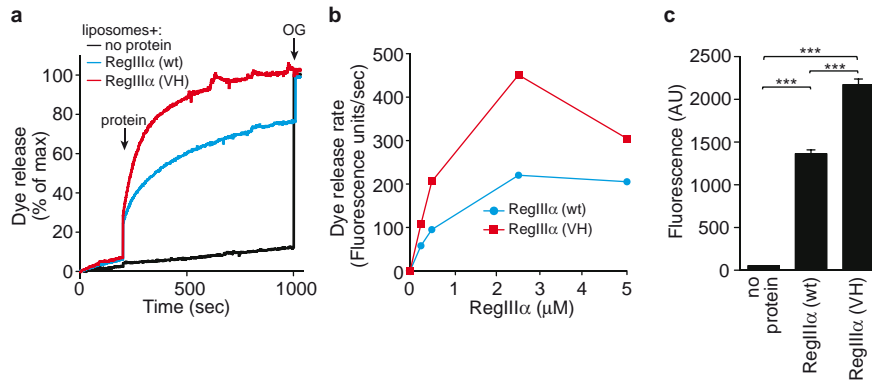 a
liposomes+:
no protein
RegIIIα (wt)
RegIIIα (VH)
OG
protein
Dye release
(% of max)
100
80
60
40
20
0
0
500
1000
Time (sec)
b
Dye release rate
(Fluorescence units/sec)
500
400
300
200
100
0
RegIIIα (wt)
RegIIIα (VH)
0
1
2
3
4
5
RegIIIα (μM)
c
Fluorescence (AU)
2500
2000
1500
1000
500
0
***
***
***
no
protein
RegIIIα (wt)
RegIIIα (VH)